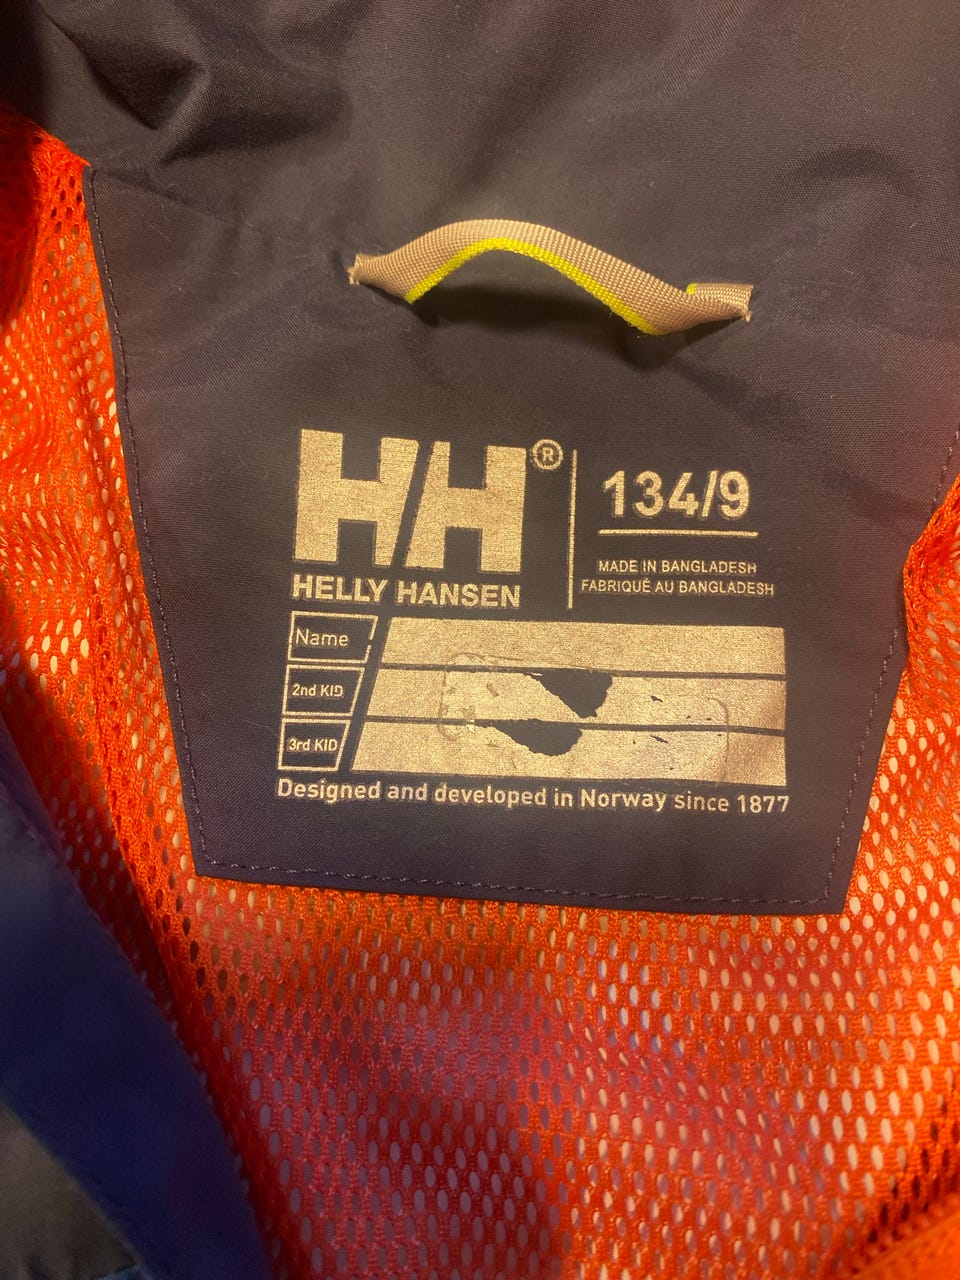 HH®
HELLY HANSEN
134/9
MADE IN BANGLADESH
FABRIQUÉ AU BANGLADESH
Name
2nd KID
3rd KID
Designed and developed in Norway since 1877